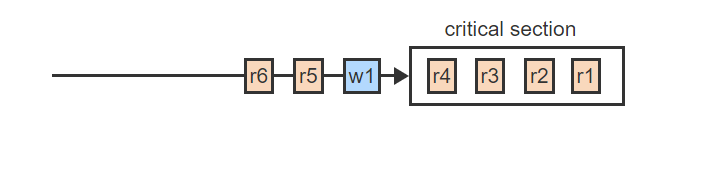 critical section
r6 r5 w1 r4 r3 r2 r1